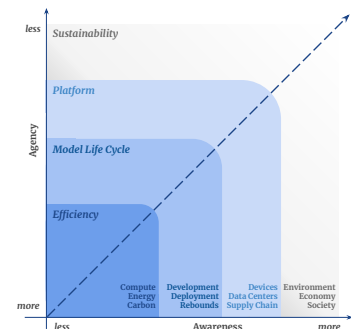 less
Sustainability
Platform
Agency
Model Life Cycle
Efficiency
Compute
Energy
Carbon
Development
Deployment
Rebounds
Devices
Data Centers
Supply Chain
Environment
Economy
Society
more
less
Awareness
more